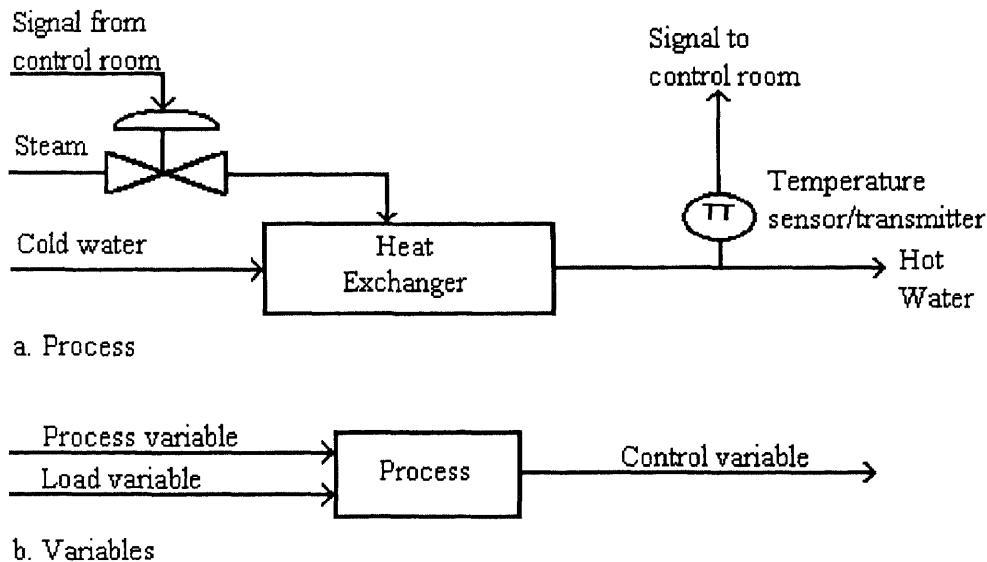 Signal from
control room
Signal to
control room
Steam
Temperature
sensor/transmitter
TT
Cold water
Heat
Exchanger
Hot
Water
a. Process
Process variable
Load variable
Process
Control variable
b. Variables